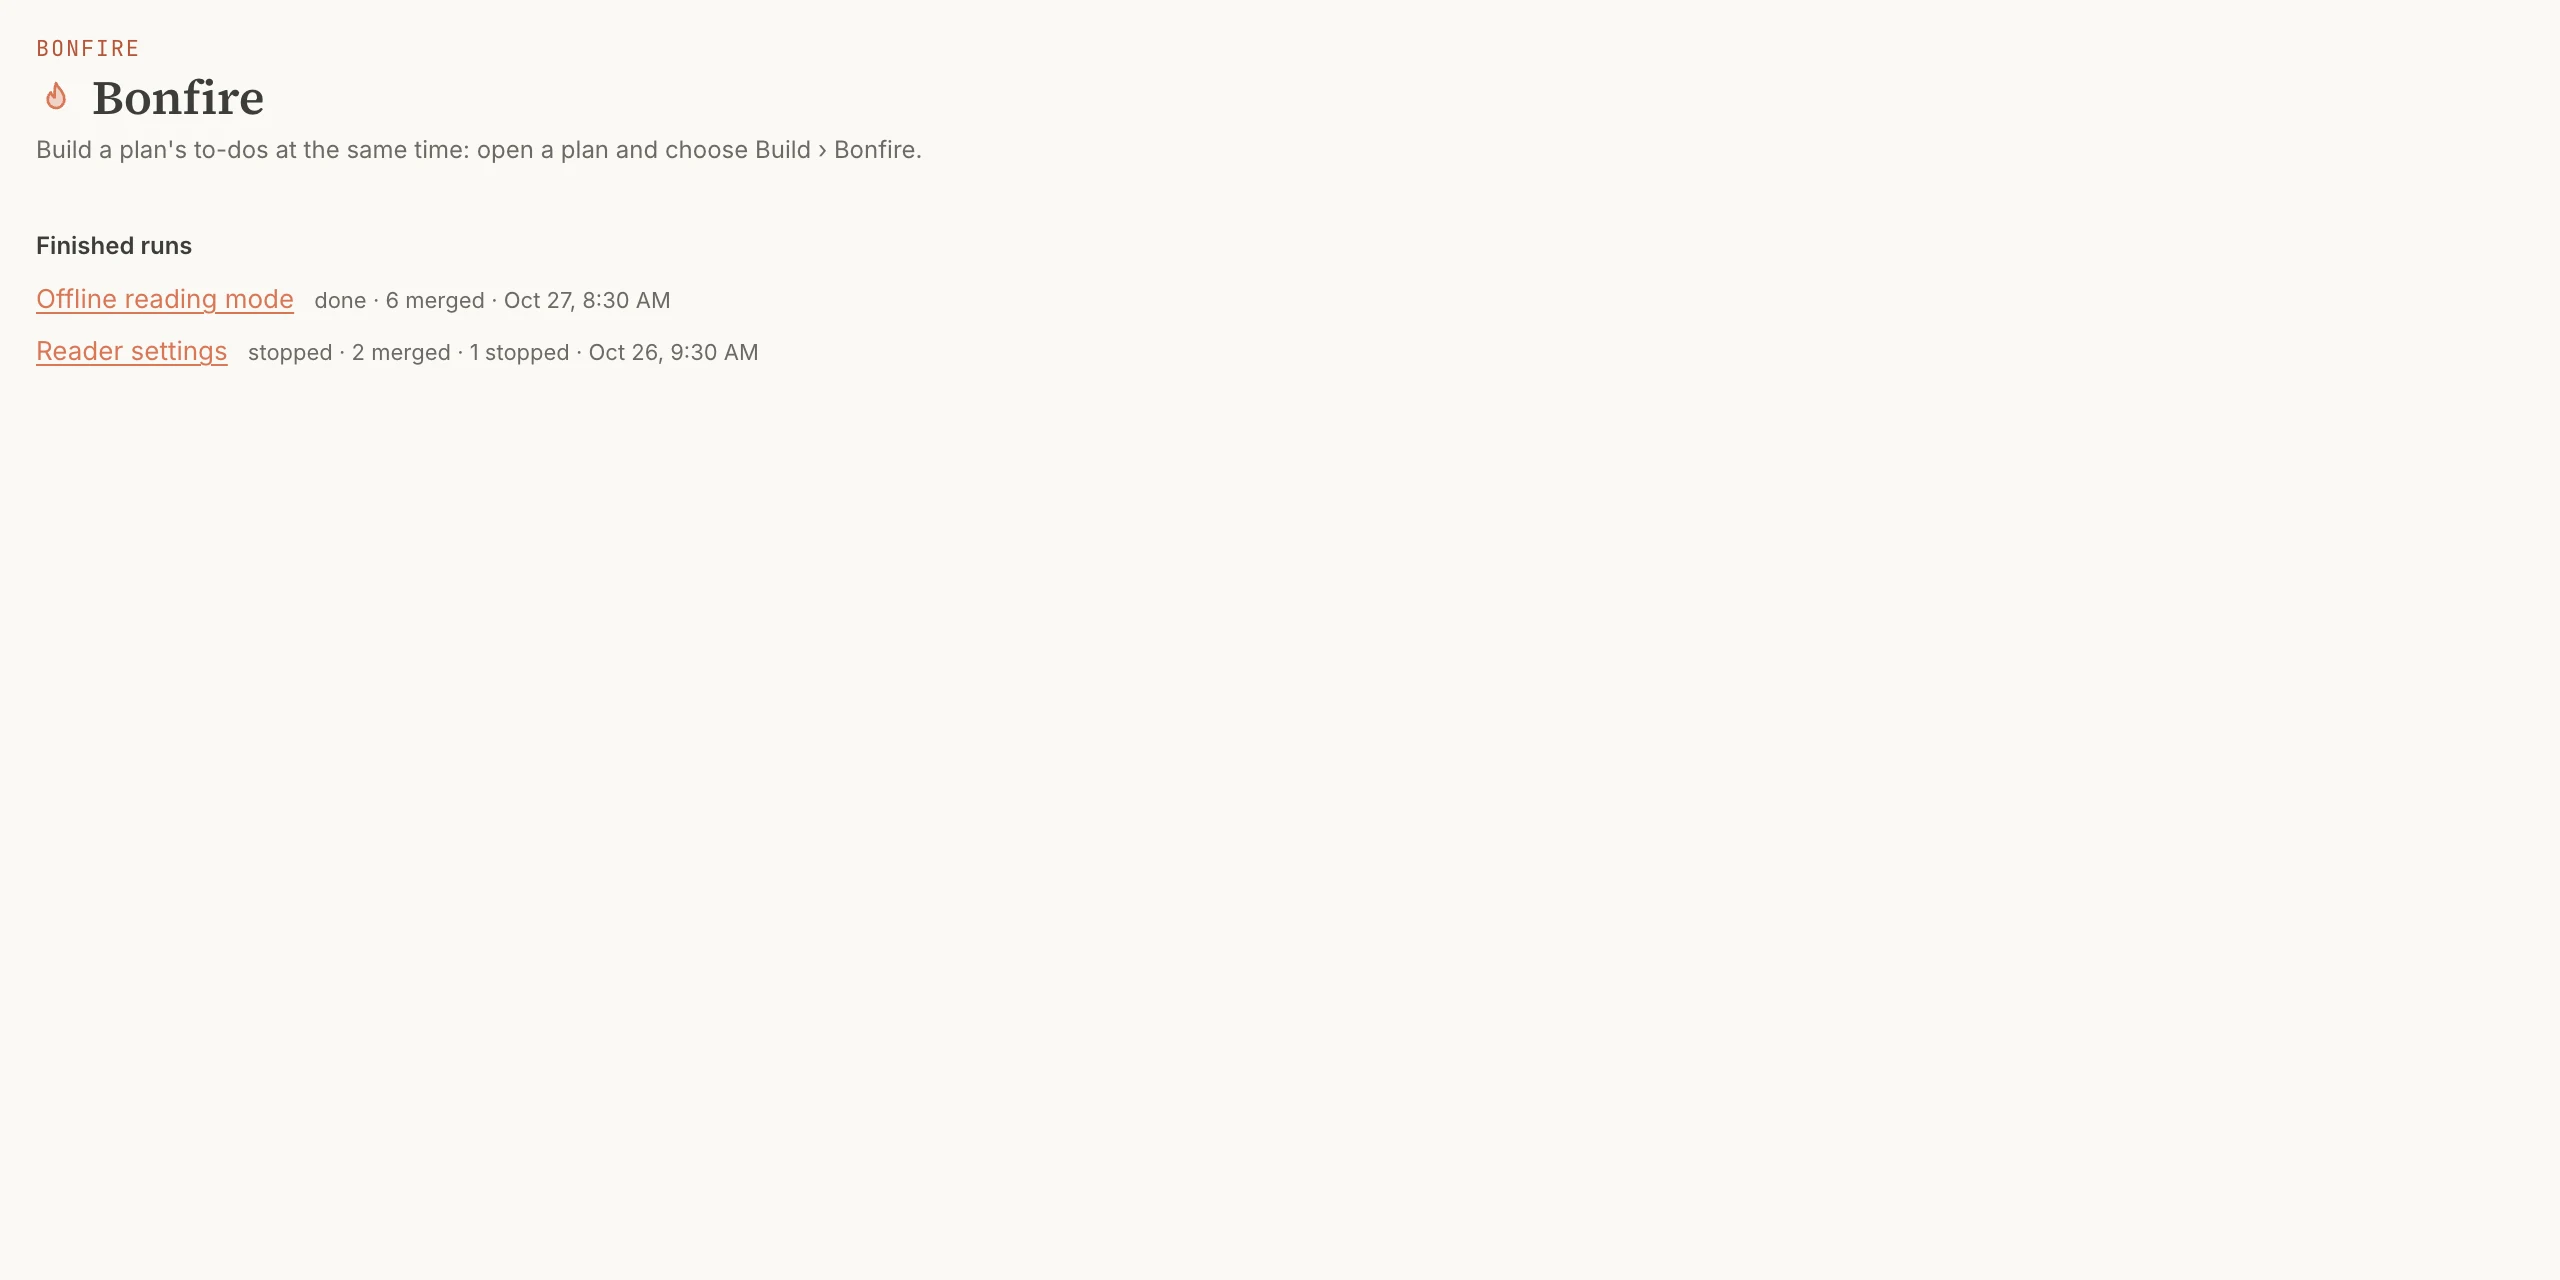 BONFIRE
Bonfire
Build a plan's to-dos at the same time: open a plan and choose Build › Bonfire.
Finished runs
Offline reading mode done · 6 merged · Oct 27, 8:30 AM
Reader settings stopped · 2 merged · 1 stopped · Oct 26, 9:30 AM